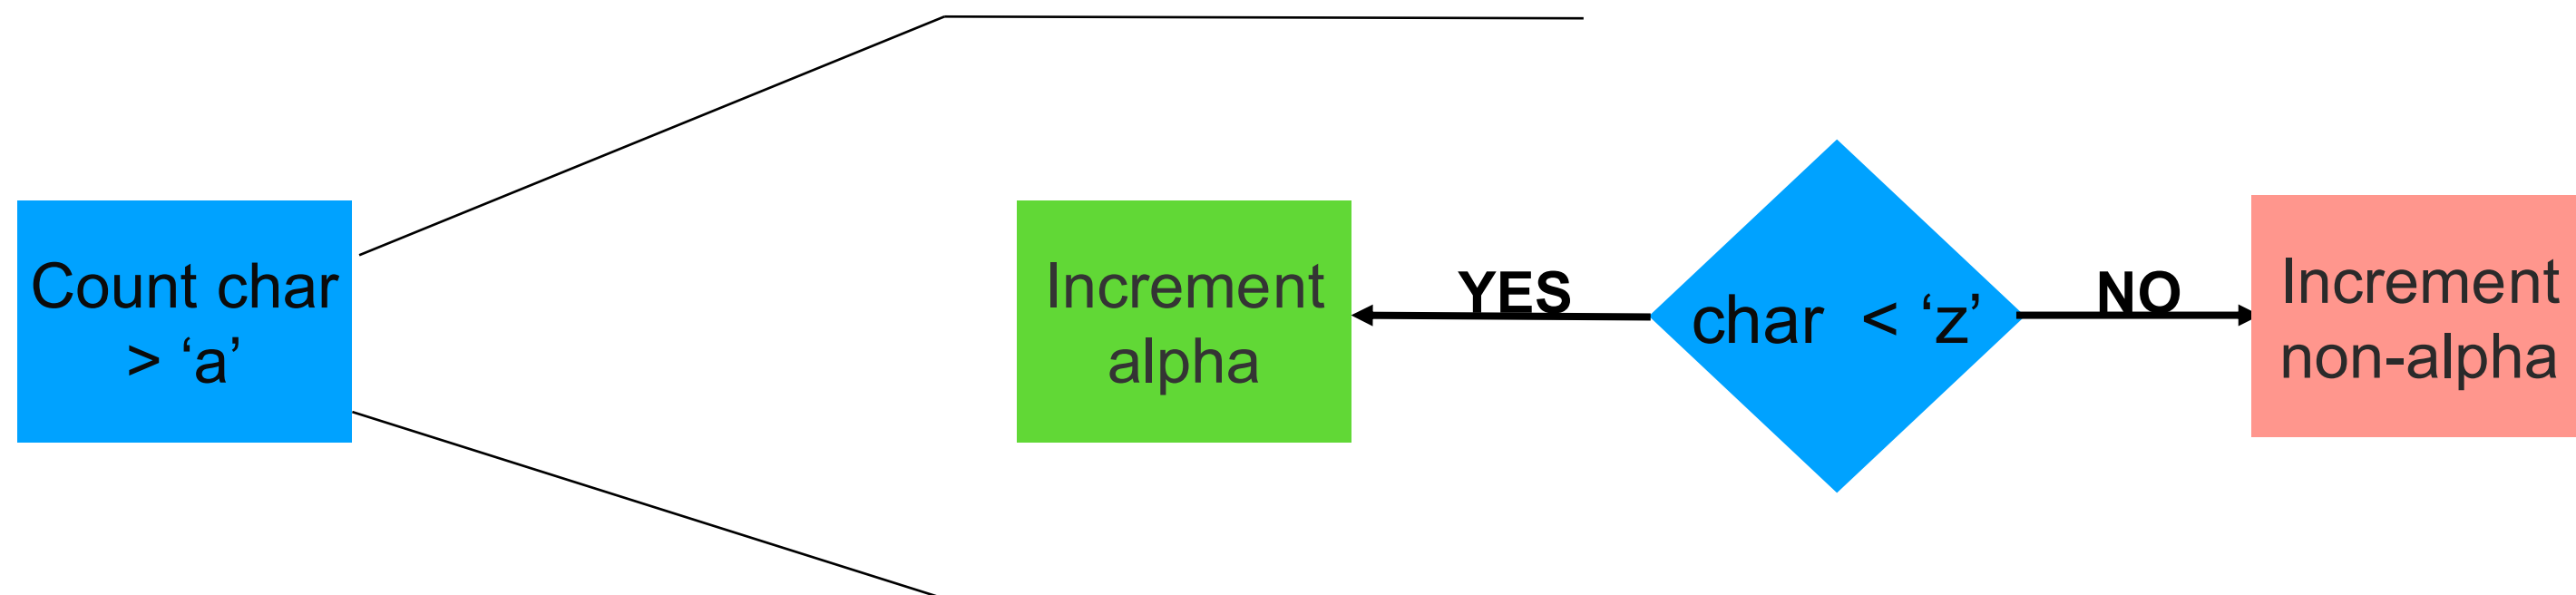 Count char
> ‘a’
Increment
alpha
YES
char  < ‘z’
NO
Increment
non-alpha